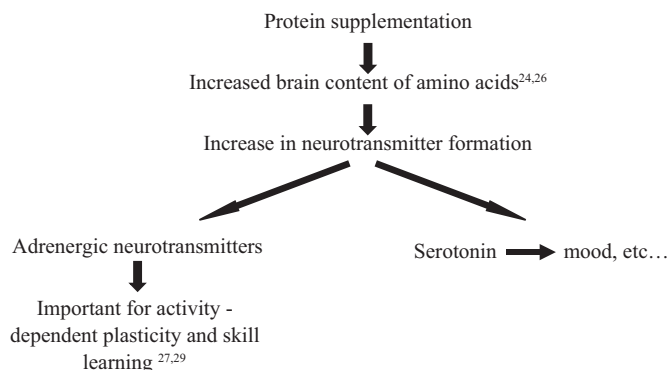 Protein supplementation
Increased brain content of amino acids24,26
Increase in neurotransmitter formation
Adrenergic neurotransmitters
Serotonin
mood, etc…
Important for activity -
dependent plasticity and skill
learning 27,29